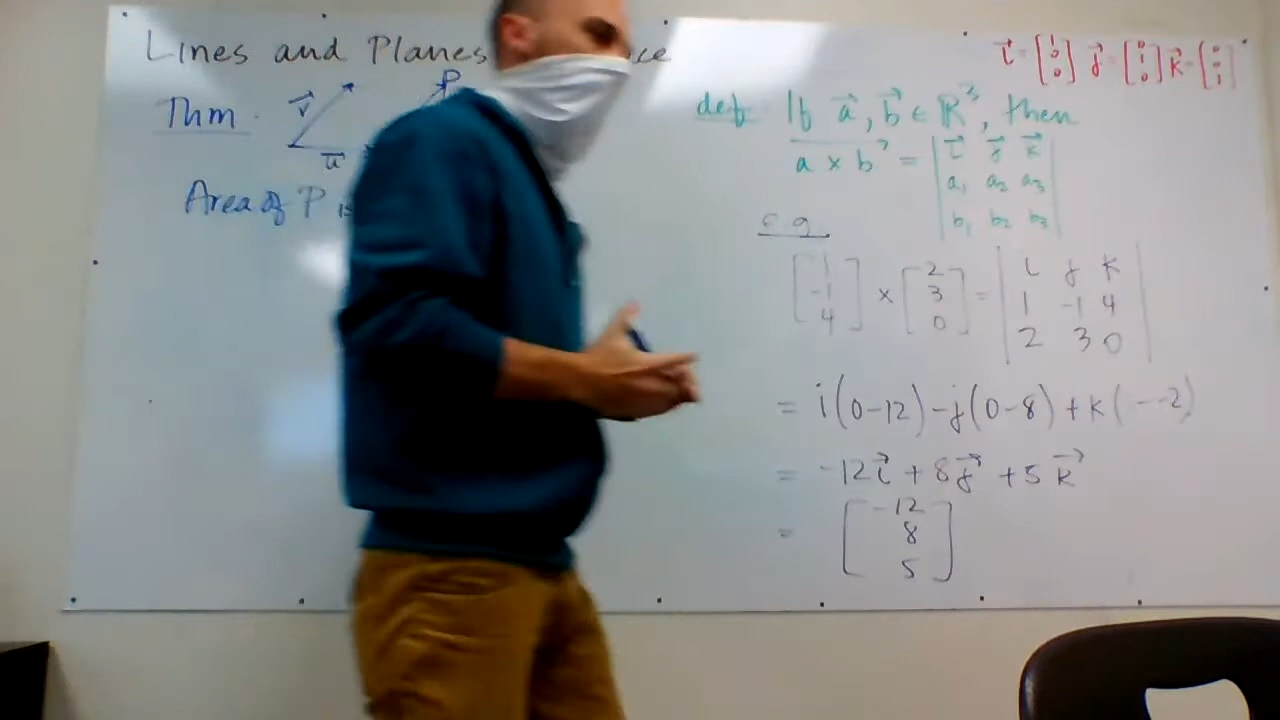 Lines and Planes
Thm. v⃗ u⃗ P
Area of P is
i⃗ = [1 0 0] j⃗ = [0 1 0] k⃗ = [0 0 1]
def If a⃗, b⃗ ∈ R³, then
a × b⃗ = | i⃗ j⃗ k⃗ |
a₁ a₂ a₃
b₁ b₂ b₃
e.g.
[1 -1 4] × [2 3 0] = | i j k |
1 -1 4
2 3 0
= i(0-12) - j(0-8) + k( - -2)
= -12i⃗ + 8j⃗ + 5k⃗
= [-12 8 5]